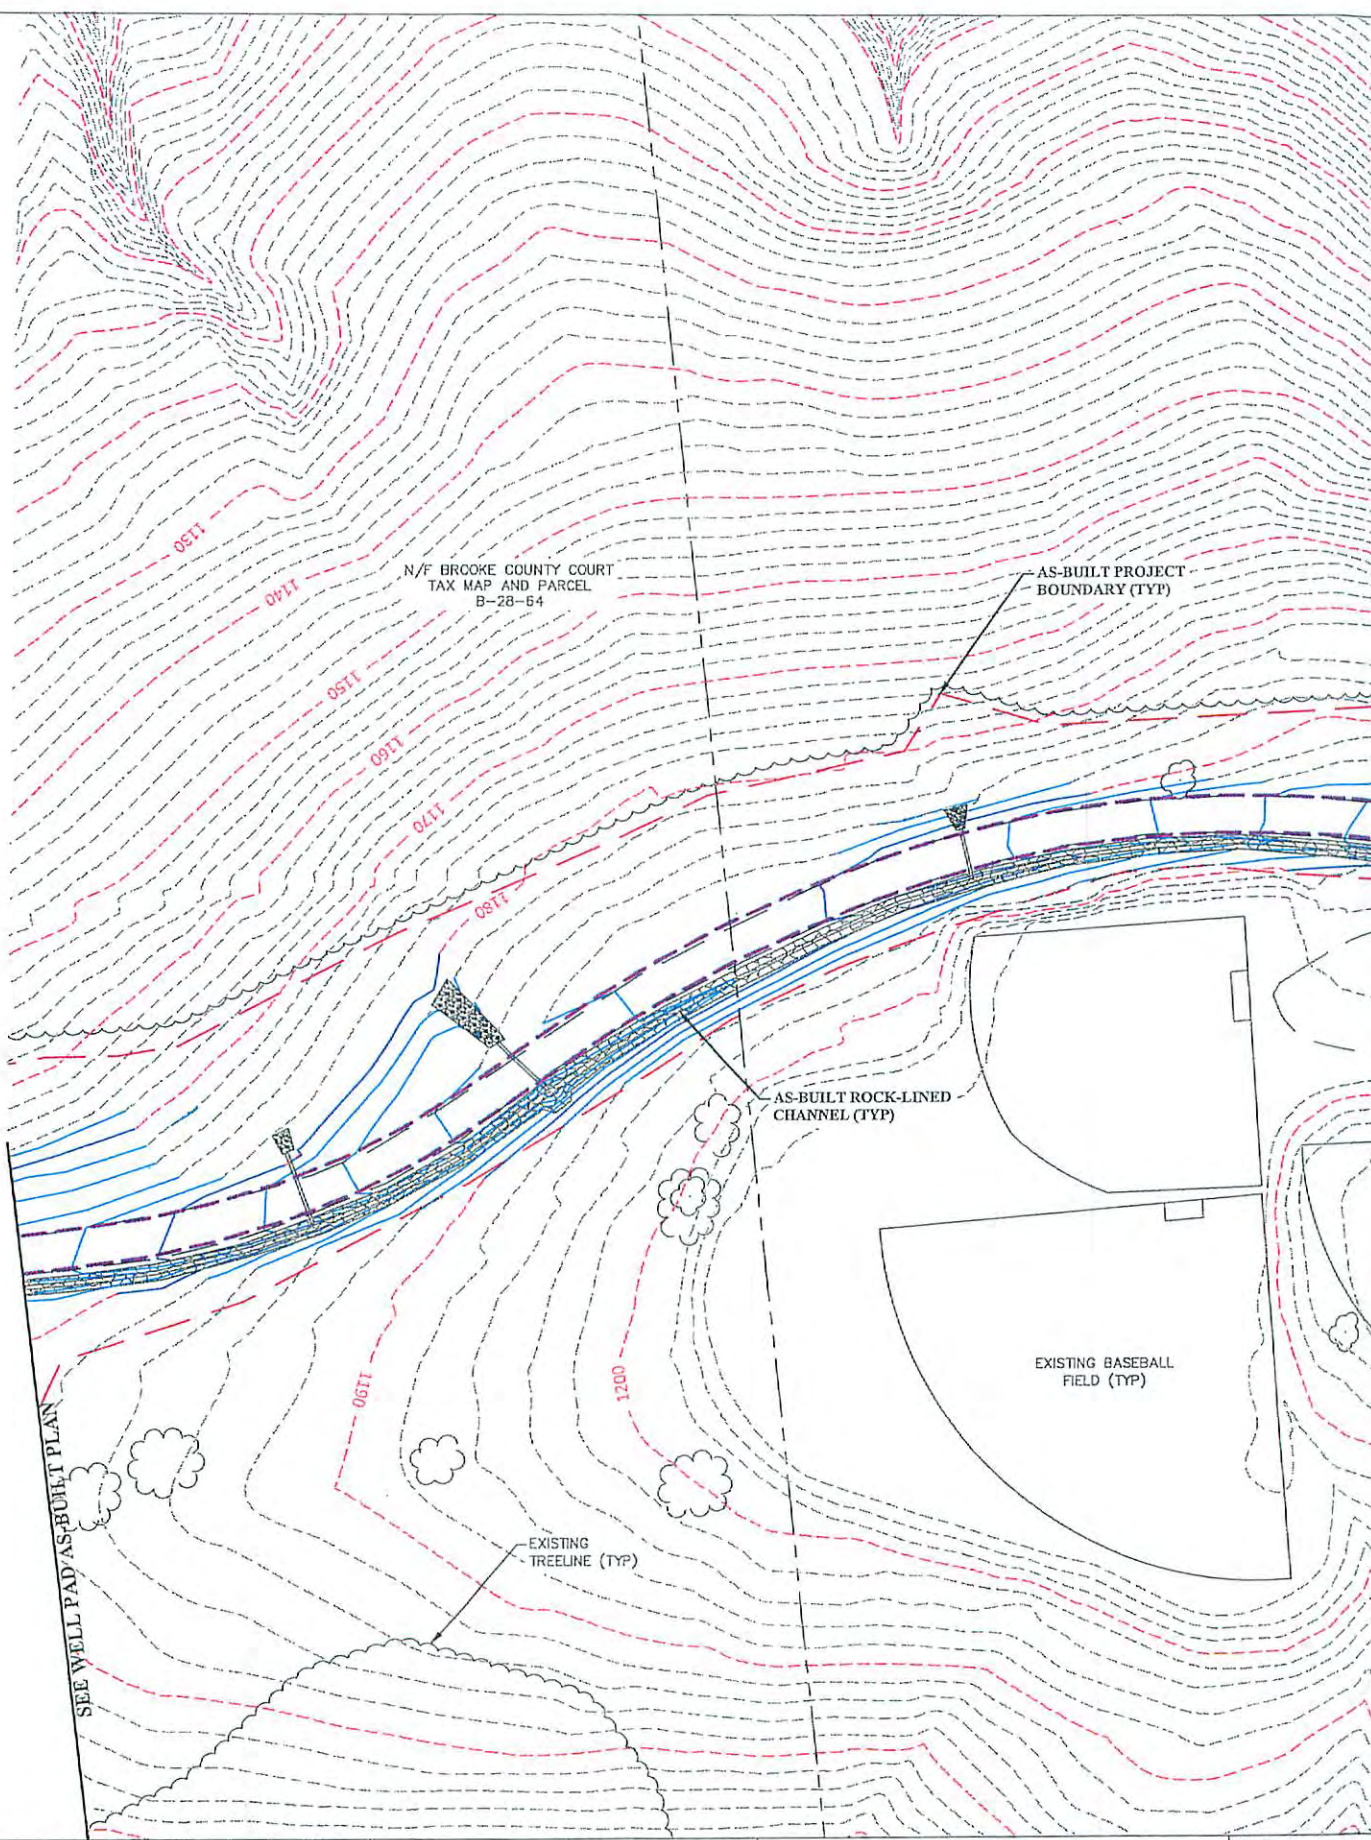 N/F BROOKE COUNTY COURT
TAX MAP AND PARCEL
B-28-64
AS-BUILT PROJECT
BOUNDARY (TYP)
1130
1140
1150
1160
1170
1180
AS-BUILT ROCK-LINED
CHANNEL (TYP)
1190
1200
EXISTING BASEBALL
FIELD (TYP)
EXISTING
TREELINE (TYP)
SEE WELL PAD AS-BUILT PLAN